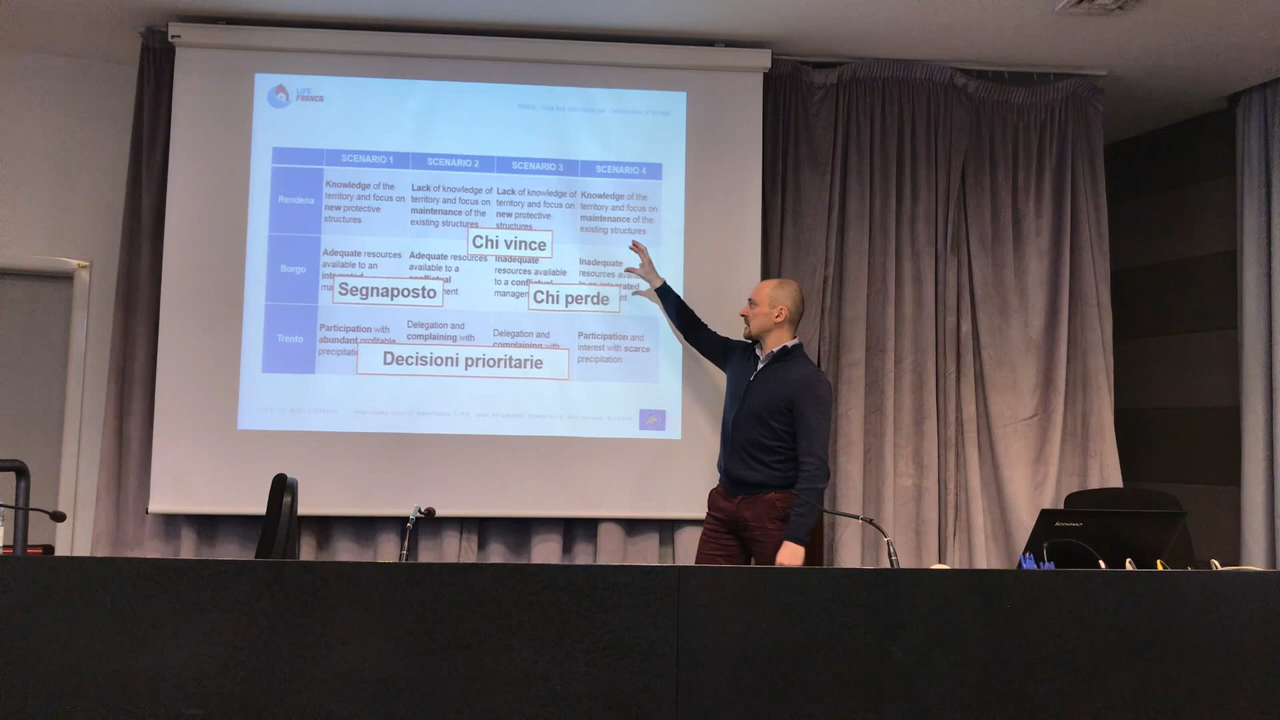 LIFE
FRANCA
SCENARIO 1 SCENARIO 2 SCENARIO 3 SCENARIO 4
Rendena
Knowledge of the
territory and focus on
new protective
structures
Lack of knowledge of
territory and focus on
maintenance of the
existing structures
Lack of knowledge of
territory and focus on
new protective
structures
Knowledge of the
territory and focus on
maintenance of the
existing structures
Chi vince
Borgo
Adequate resources
available to an
Adequate resources
available to a
Inadequate
resources available
to a conflictual
Inadequate
resources
Segnaposto
Chi perde
Trento
Participation with
abundant profitable
Delegation and
complaining with
Delegation and
complaining with
Participation and
interest with scarce
precipitation
Decisioni prioritarie
lenovo